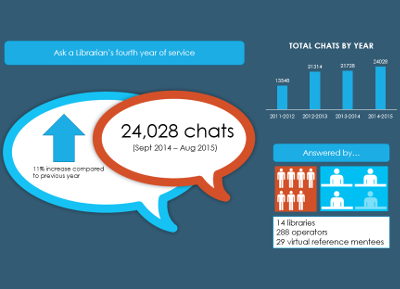 Ask a Librarian's fourth year of service
24,028 chats
(Sept 2014 – Aug 2015)
11% increase compared
to previous year
TOTAL CHATS BY YEAR
13548
21314
21728
24028
2011-2012
2012-2013
2013-2014
2014-2015
Answered by...
14 libraries
288 operators
29 virtual reference mentees